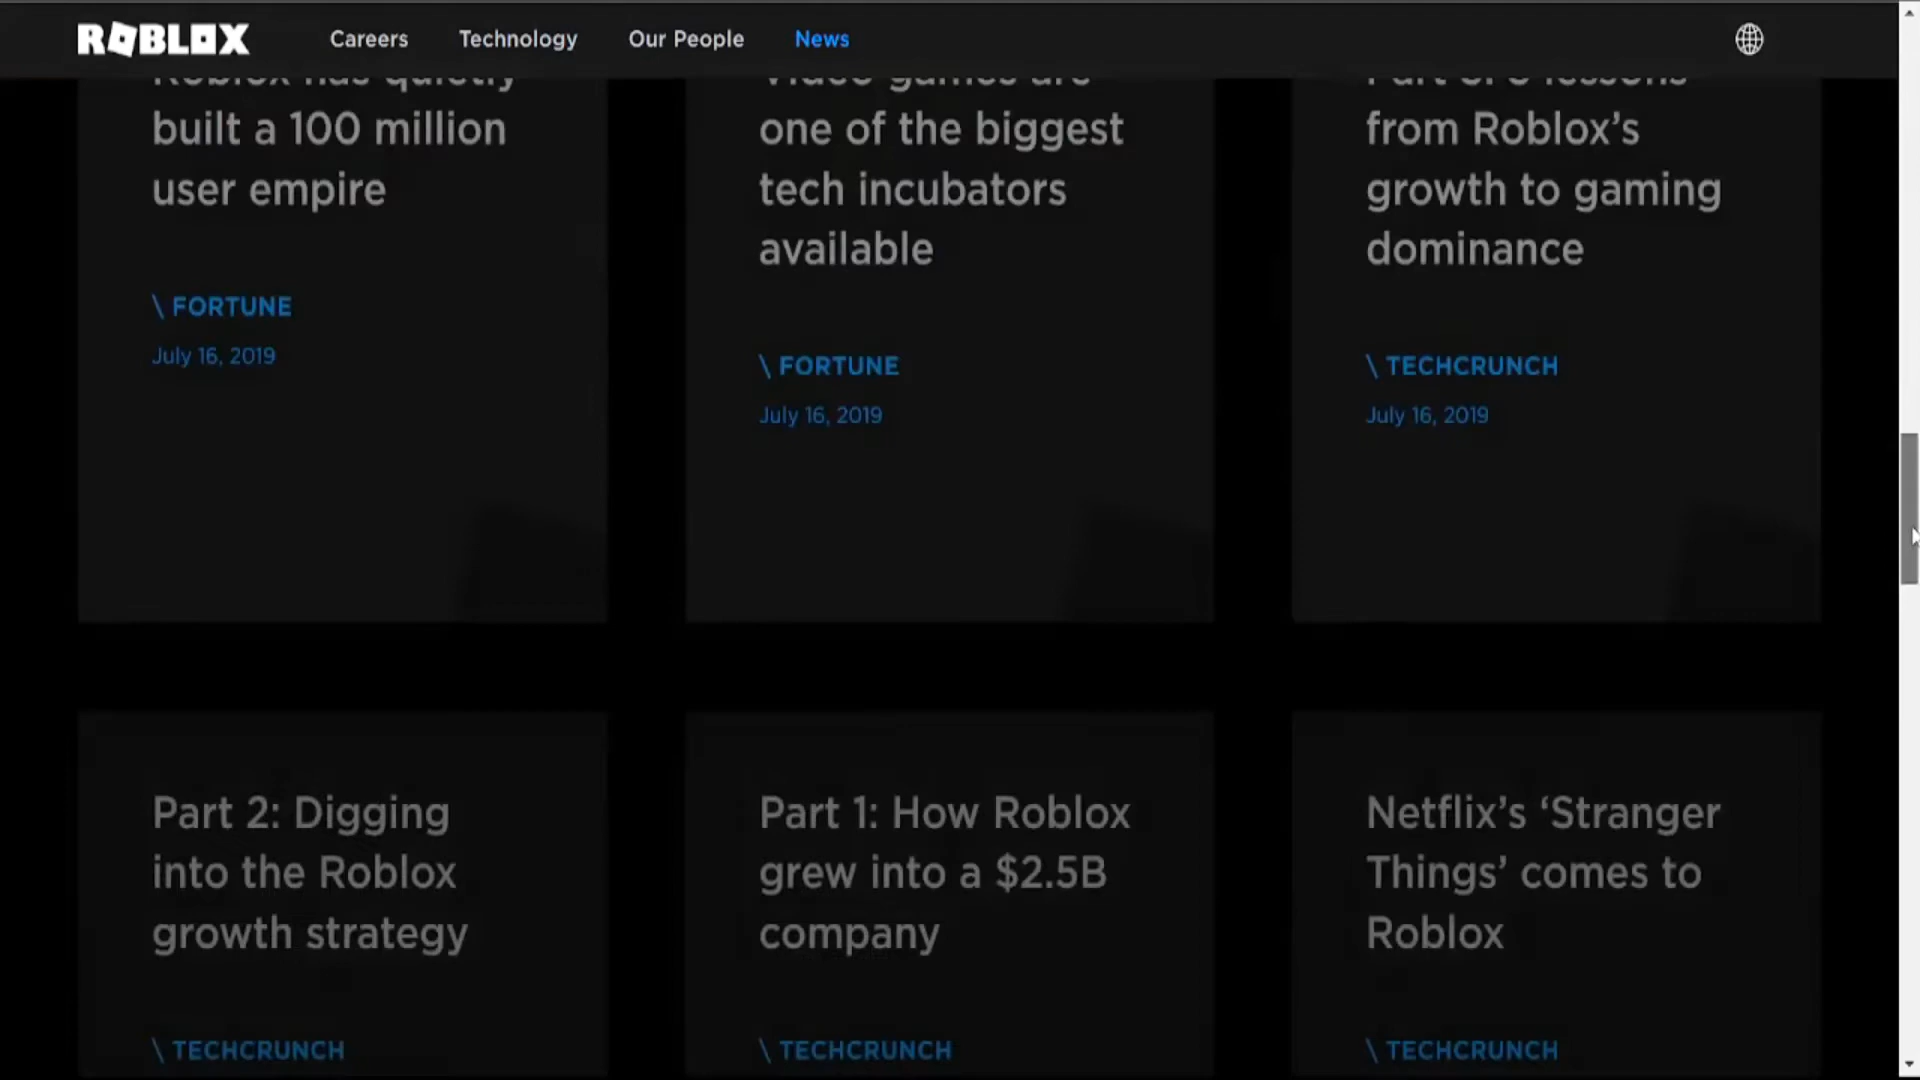 ROBLOX
Careers
Technology
Our People
News
Roblox has quietly
built a 100 million
user empire
\ FORTUNE
July 16, 2019
Video games are
one of the biggest
tech incubators
available
\ FORTUNE
July 16, 2019
lessons
from Roblox’s
growth to gaming
dominance
\ TECHCRUNCH
July 16, 2019
Part 2: Digging
into the Roblox
growth strategy
\ TECHCRUNCH
Part 1: How Roblox
grew into a $2.5B
company
\ TECHCRUNCH
Netflix’s ‘Stranger
Things’ comes to
Roblox
\ TECHCRUNCH